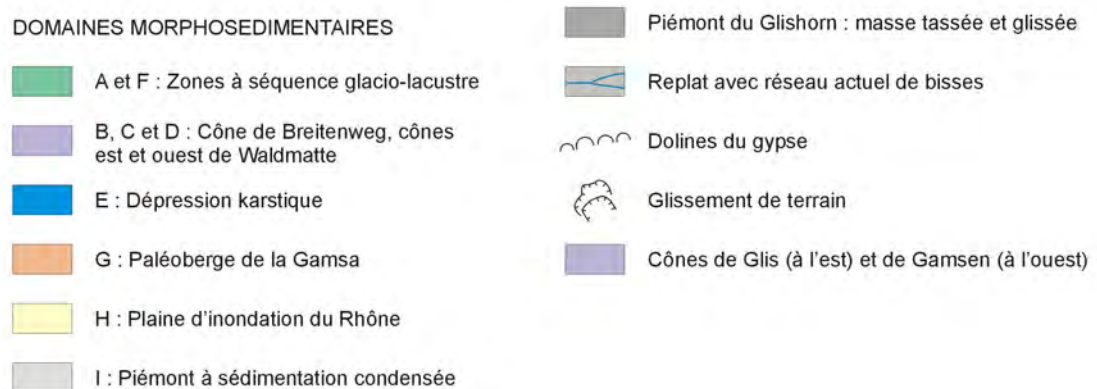 DOMAINES MORPHOSEDIMENTAIRES
A et F : Zones à séquence glacio-lacustre
B, C et D : Cône de Breitenweg, cônes
est et ouest de Waldmatte
E : Dépression karstique
G : Paléoberge de la Gamsa
H : Plaine d'inondation du Rhône
I : Piémont à sédimentation condensée
Piémont du Glishorn : masse tassée et glissée
Replat avec réseau actuel de bisses
Dolines du gypse
Glissement de terrain
Cônes de Glis (à l'est) et de Gamsen (à l'ouest)